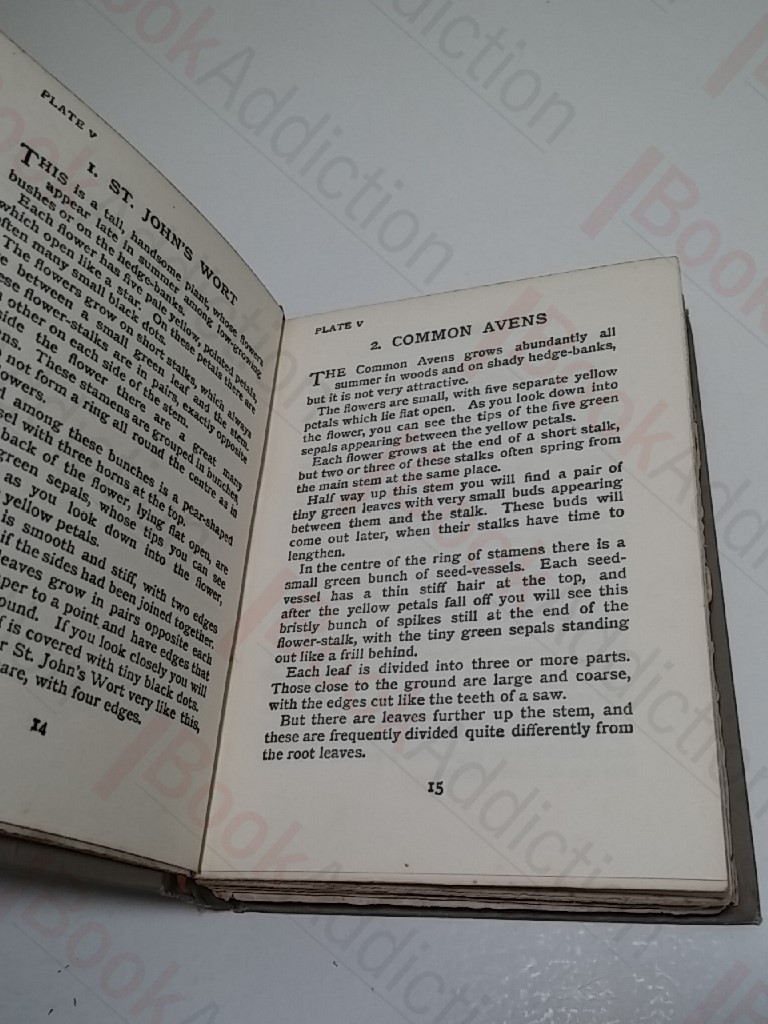 PLATE V
1. ST. JOHN'S WORT
THIS is a tall, handsome plant, whose flowers
appear late in summer among low-growing
bushes or on the hedge-banks.
Each flower has five pale yellow, pointed petals,
which open like a star. On these petals there are
often many small black dots.
The flowers grow on short stalks, which always
between a small green leaf and the stem
flower-stalks are in pairs, exactly opposite
other on each side of the stem.
the flower there are a great many
These stamens are grouped in bunches
not form a ring all round the centre as in
flowers.
among these bunches is a pear-shaped
with three horns at the top.
back of the flower, lying flat open, are
green sepals, whose tips you can see
as you look down into the flower,
yellow petals.
is smooth and stiff, with two edges
if the sides had been joined together.
leaves grow in pairs opposite each
to a point and have edges that
If you look closely you will
is covered with tiny black dots.
St. John's Wort very like this,
with four edges.
14
PLATE V
2. COMMON AVENS
THE Common Avens grows abundantly all
summer in woods and on shady hedge-banks,
but it is not very attractive.
The flowers are small, with five separate yellow
petals which lie flat open. As you look down into
the flower, you can see the tips of the five green
sepals appearing between the yellow petals.
Each flower grows at the end of a short stalk,
but two or three of these stalks often spring from
the main stem at the same place.
Half way up this stem you will find a pair of
tiny green leaves with very small buds appearing
between them and the stalk. These buds will
come out later, when their stalks have time to
lengthen.
In the centre of the ring of stamens there is a
small green bunch of seed-vessels. Each seed-
vessel has a thin stiff hair at the top, and
after the yellow petals fall off you will see this
bristly bunch of spikes still at the end of the
flower-stalk, with the tiny green sepals standing
out like a frill behind.
Each leaf is divided into three or more parts.
Those close to the ground are large and coarse,
with the edges cut like the teeth of a saw.
But there are leaves further up the stem, and
these are frequently divided quite differently from
the root leaves.
15
BookAddiction